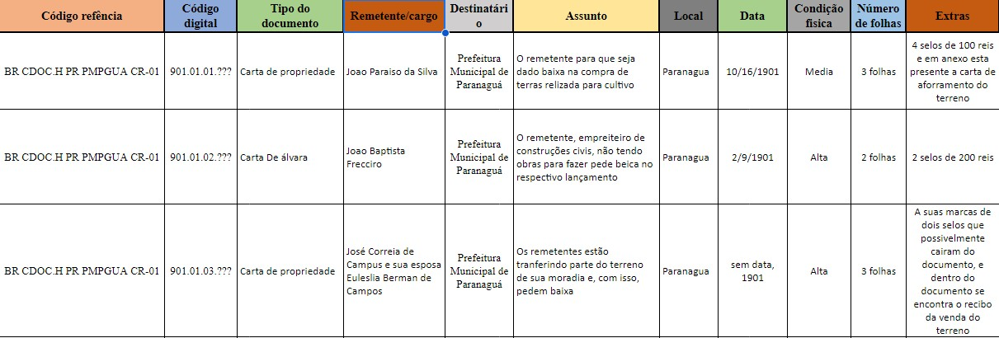 Código refência
Código
digital
Tipo do
documento
Remetente/cargo
Destinatári
o
Assunto
Local
Data
Condição
fisica
Número
de folhas
Extras
BR CDOC.H PR PMPGUA CR-01
901.01.01.???
Carta de propriedade
Joao Paraiso da Silva
Prefeitura
Municipal de
Paranaguá
O remetente para que seja
dado baixa na compra de
terras relizada para cultivo
Paranagua
10/16/1901
Media
3 folhas
4 selos de 100 reis
e em anexo esta
presente a carta de
aforramento do
terreno
BR CDOC.H PR PMPGUA CR-01
901.01.02.???
Carta De álvara
Joao Baptista
Frecciro
Prefeitura
Municipal de
Paranaguá
O remetente, empreiteiro de
construções civis, não tendo
obras para fazer pede beica no
respectivo lançamento
Paranagua
2/9/1901
Alta
2 folhas
2 selos de 200 reis
BR CDOC.H PR PMPGUA CR-01
901.01.03.???
Carta de propriedade
José Correia de
Campus e sua esposa
Euleslia Berman de
Campos
Prefeitura
Municipal de
Paranaguá
Os remetentes estão
tranferindo parte do terreno
de sua moradia e, com isso,
pedem baixa
Paranagua
sem data,
1901
Alta
3 folhas
A suas marcas de
dois selos que
possivelmente
cairam do
documento, e
dentro do
documento se
encontra o recibo
da venda do
terreno